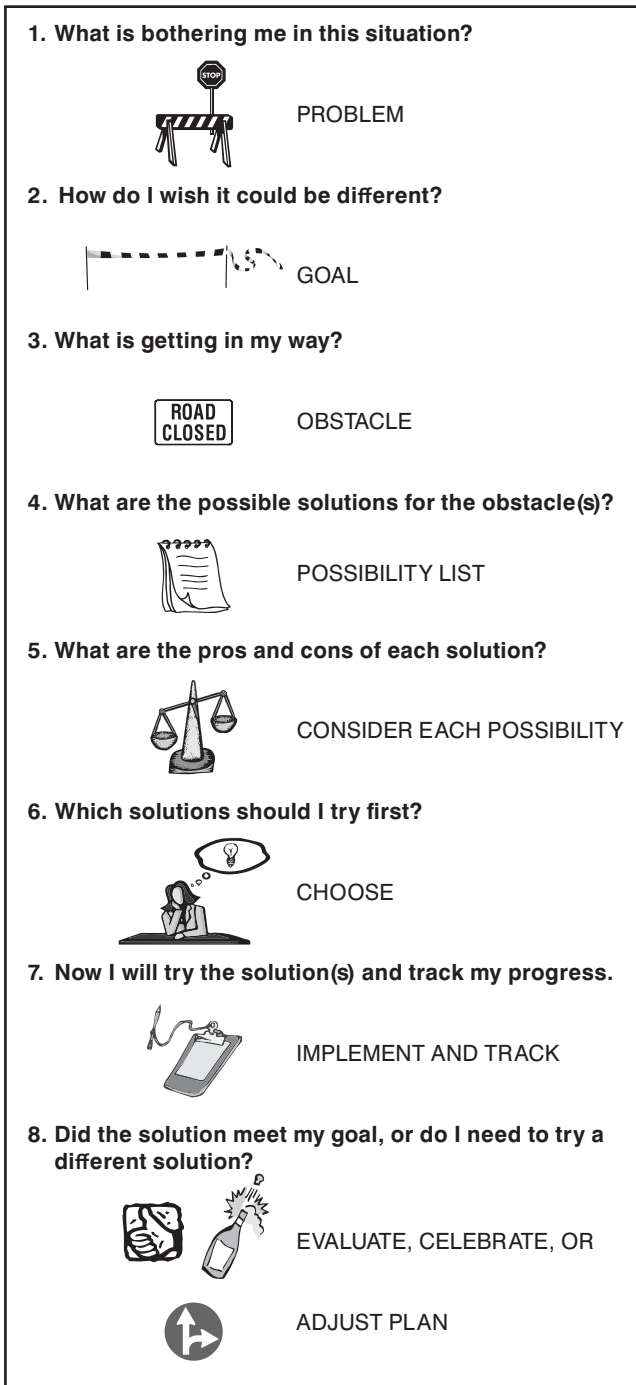 1. What is bothering me in this situation?
STOP
PROBLEM
2. How do I wish it could be different?
GOAL
3. What is getting in my way?
ROAD
CLOSED
OBSTACLE
4. What are the possible solutions for the obstacle(s)?
POSSIBILITY LIST
5. What are the pros and cons of each solution?
CONSIDER EACH POSSIBILITY
6. Which solutions should I try first?
CHOOSE
7. Now I will try the solution(s) and track my progress.
IMPLEMENT AND TRACK
8. Did the solution meet my goal, or do I need to try a
different solution?
EVALUATE, CELEBRATE, OR
ADJUST PLAN